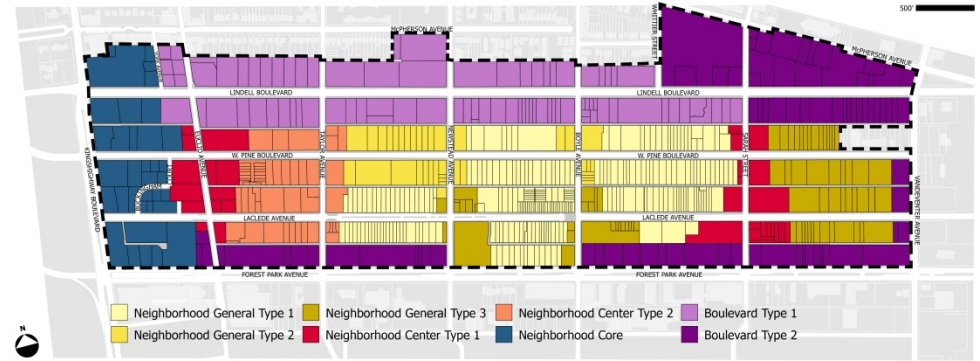 500'
McPHERSON AVENUE
WHITTIER STREET
McPHERSON AVENUE
LINDELL BOULEVARD
LINDELL BOULEVARD
KINGSHIGHWAY BOULEVARD
EUCLID AVENUE
TAYLOR AVENUE
NEWSTEAD AVENUE
BOYLE AVENUE
SARAH STREET
VANDEVENTER AVENUE
W. PINE BOULEVARD
W. PINE BOULEVARD
BUCKINGHAM
COURT
LACLEDE AVENUE
LACLEDE AVENUE
FOREST PARK AVENUE
FOREST PARK AVENUE
Neighborhood General Type 1
Neighborhood General Type 3
Neighborhood Center Type 2
Boulevard Type 1
Neighborhood General Type 2
Neighborhood Center Type 1
Neighborhood Core
Boulevard Type 2
N